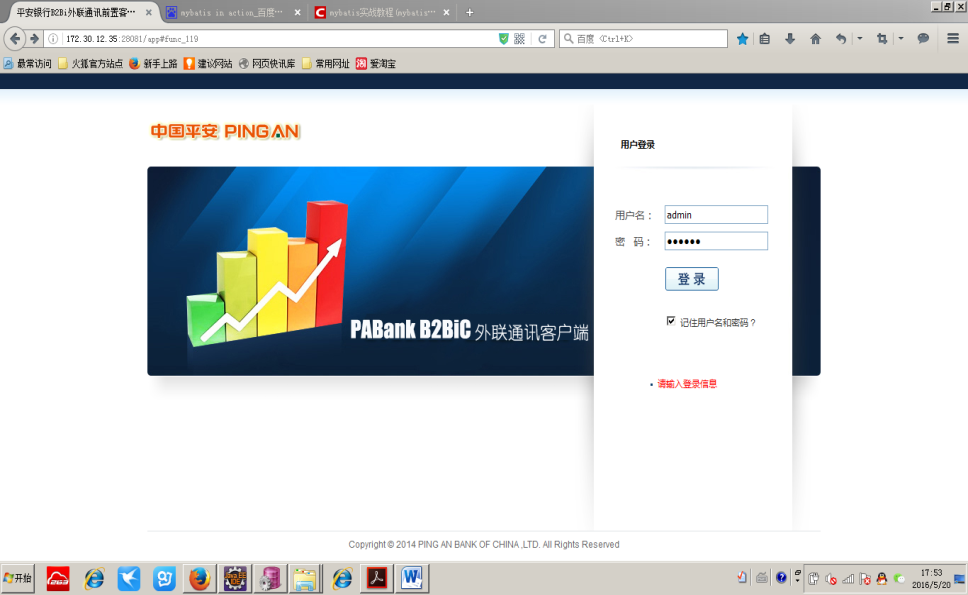 平安银行B2Bi外联通讯前置客…
mybatis in action_百度…
mybatis实战教程(mybatis…
172.30.12.35:28081/app#func_119
百度 <Ctrl+K>
最常访问 火狐官方站点 新手上路 建议网站 网页快讯库 常用网址 爱淘宝
中国平安 PING AN
用户登录
用户名： admin
密 码： ●●●●●●
登 录
记住用户名和密码？
PABank B2BiC 外联通讯客户端
请输入登录信息
Copyright © 2014 PING AN BANK OF CHINA ,LTD. All Rights Reserved
开始
263
17:53
2016/5/20